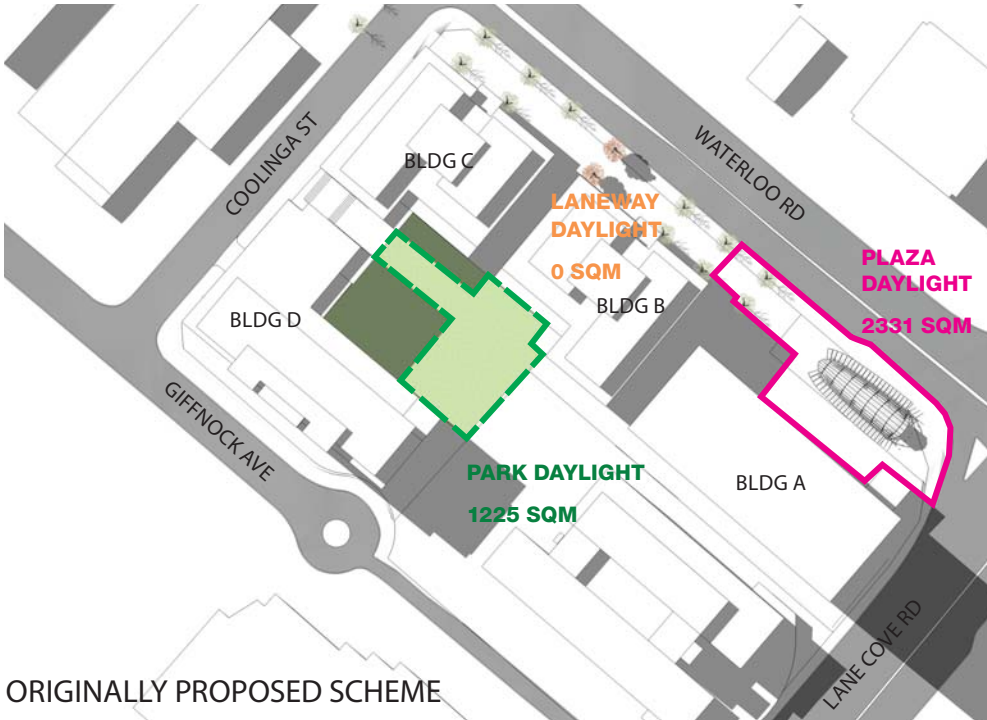 COOLINGA ST
BLDG C
WATERLOO RD
LANEWAY
DAYLIGHT
0 SQM
PLAZA
DAYLIGHT
2331 SQM
BLDG B
BLDG D
GIFFNOCK AVE
PARK DAYLIGHT
1225 SQM
BLDG A
LANE COVE RD
ORIGINALLY PROPOSED SCHEME